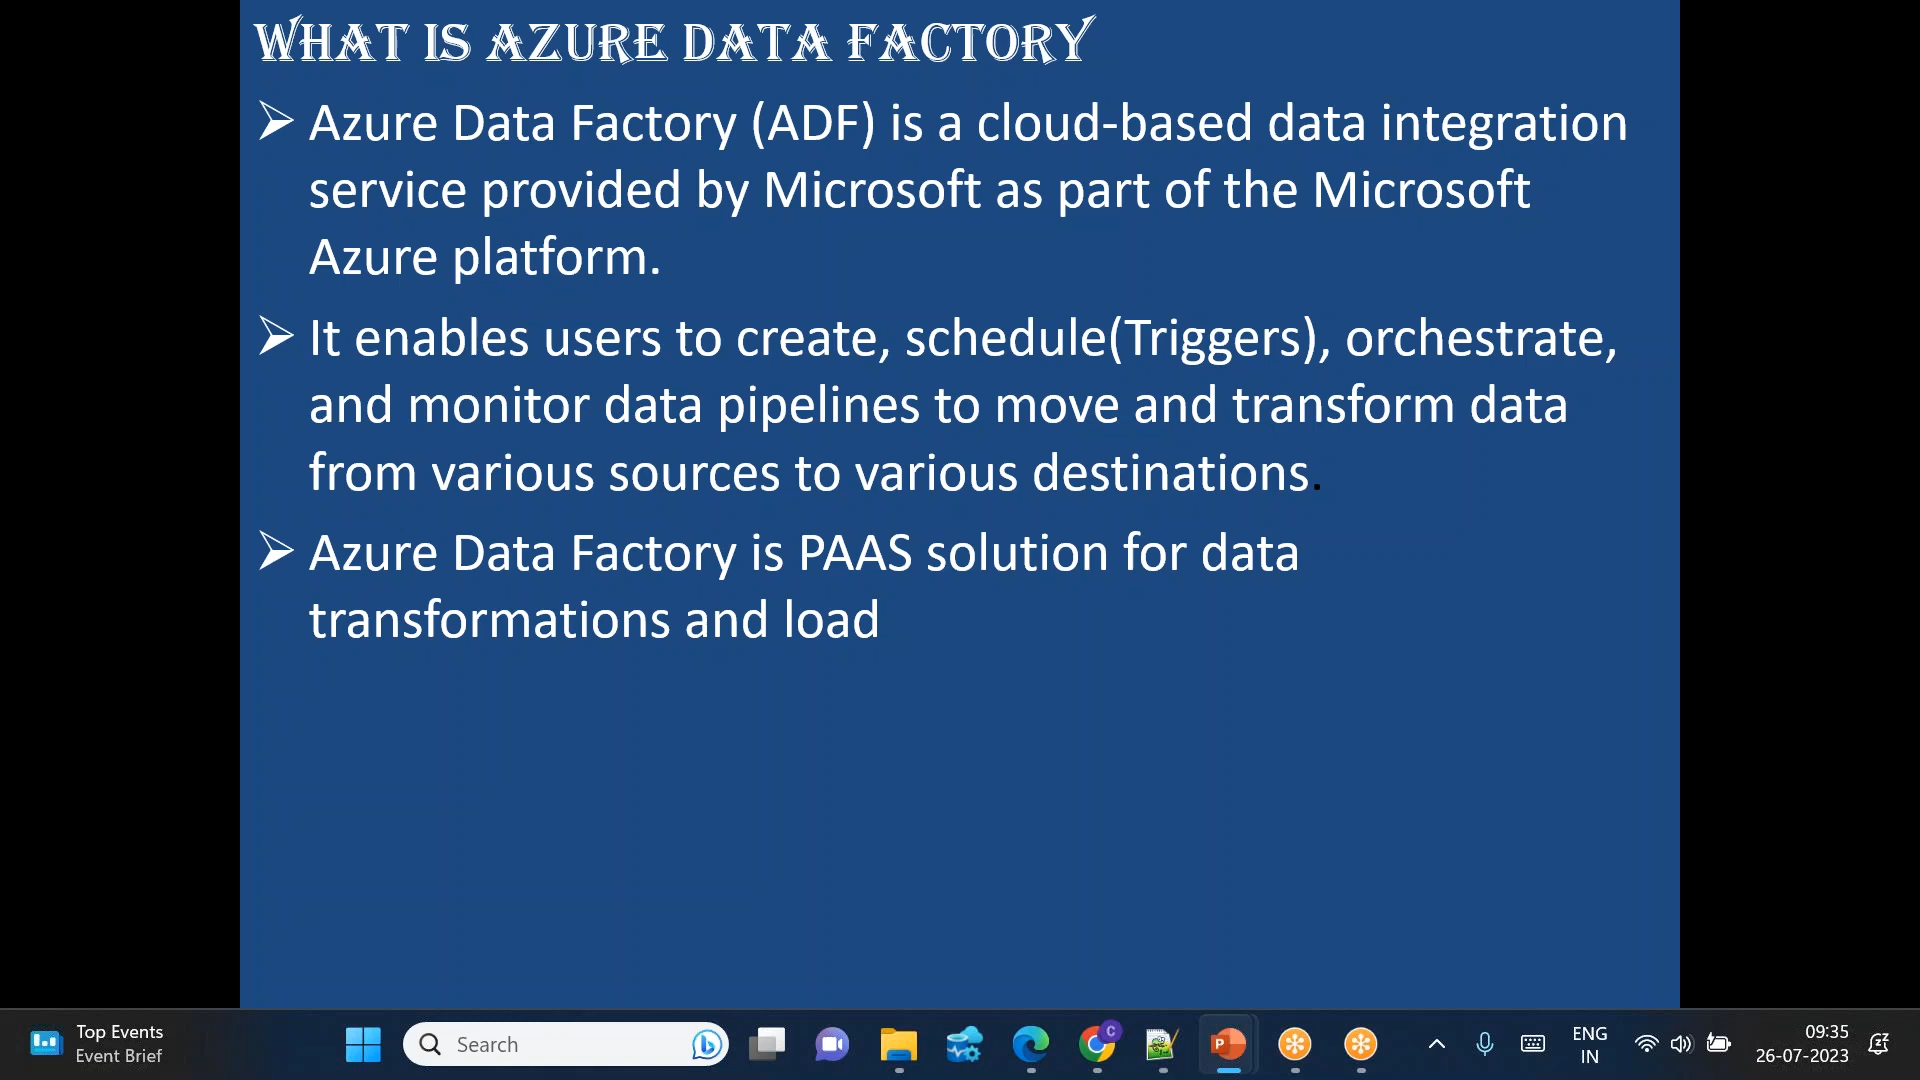 WHAT IS AZURE DATA FACTORY
➢ Azure Data Factory (ADF) is a cloud-based data integration
service provided by Microsoft as part of the Microsoft
Azure platform.
➢ It enables users to create, schedule(Triggers), orchestrate,
and monitor data pipelines to move and transform data
from various sources to various destinations.
➢ Azure Data Factory is PAAS solution for data
transformations and load
Top Events
Event Brief
Search
C
P
ENG
IN
09:35
26-07-2023